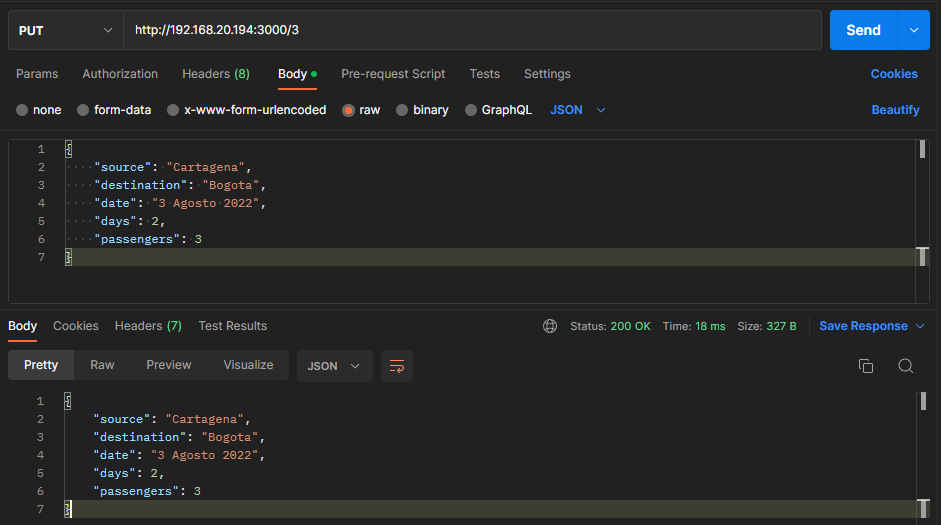 PUT http://192.168.20.194:3000/3 Send
Params Authorization Headers (8) Body Pre-request Script Tests Settings Cookies
none form-data x-www-form-urlencoded raw binary GraphQL JSON Beautify
1 {
2 "source": "Cartagena",
3 "destination": "Bogota",
4 "date": "3 Agosto 2022",
5 "days": 2,
6 "passengers": 3
7 }
Body Cookies Headers (7) Test Results Status: 200 OK Time: 18 ms Size: 327 B Save Response
Pretty Raw Preview Visualize JSON
1 {
2 "source": "Cartagena",
3 "destination": "Bogota",
4 "date": "3 Agosto 2022",
5 "days": 2,
6 "passengers": 3
7 }